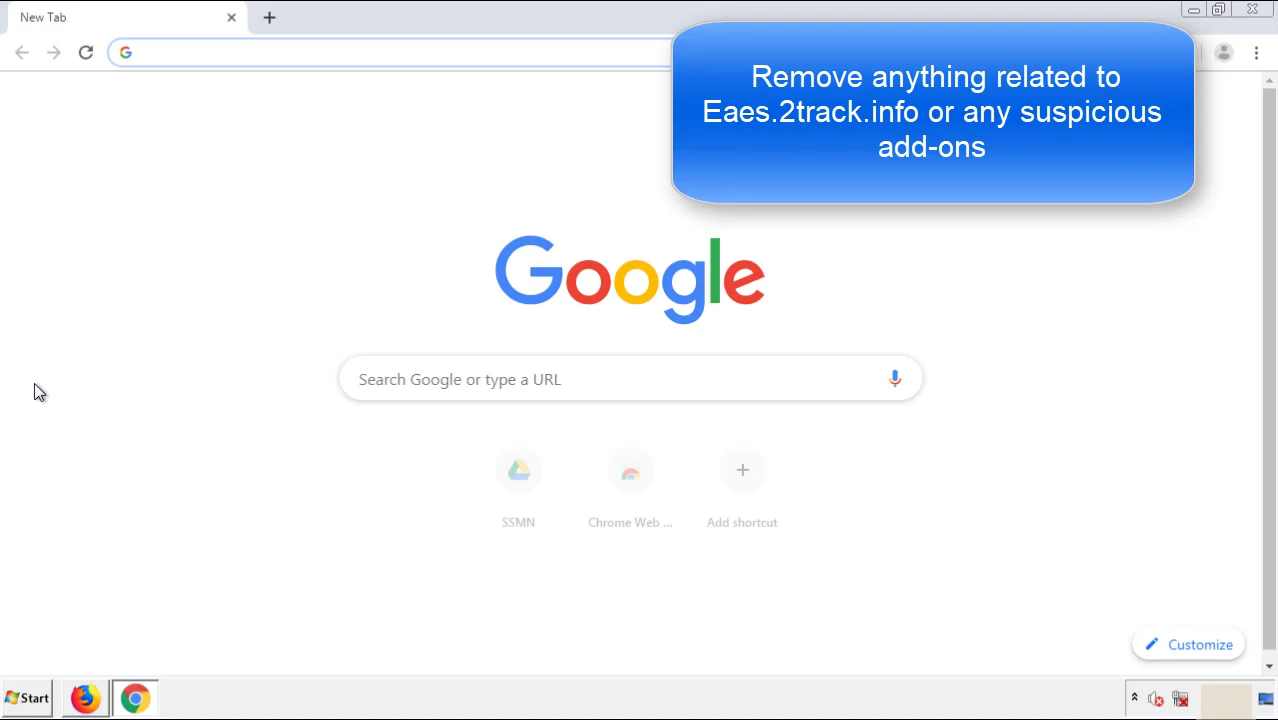 New Tab
Remove anything related to
Eaes.2track.info or any suspicious
add-ons
Google
Search Google or type a URL
SSMN
Chrome Web ...
Add shortcut
Customize
Start